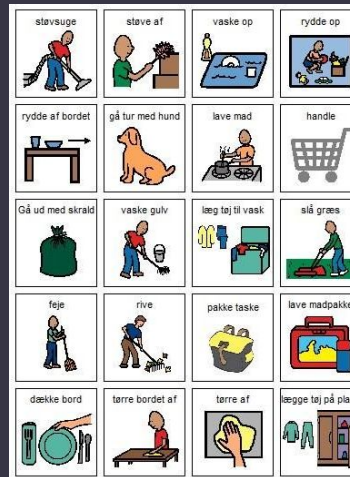 støvsuge støve af vaske op rydde op
rydde af bordet gå tur med hund lave mad handle
Gå ud med skrald vaske gulv læg tøj til vask slå græs
feje rive pakke taske lave madpakke
dække bord tørre bordet af tørre af lægge tøj på